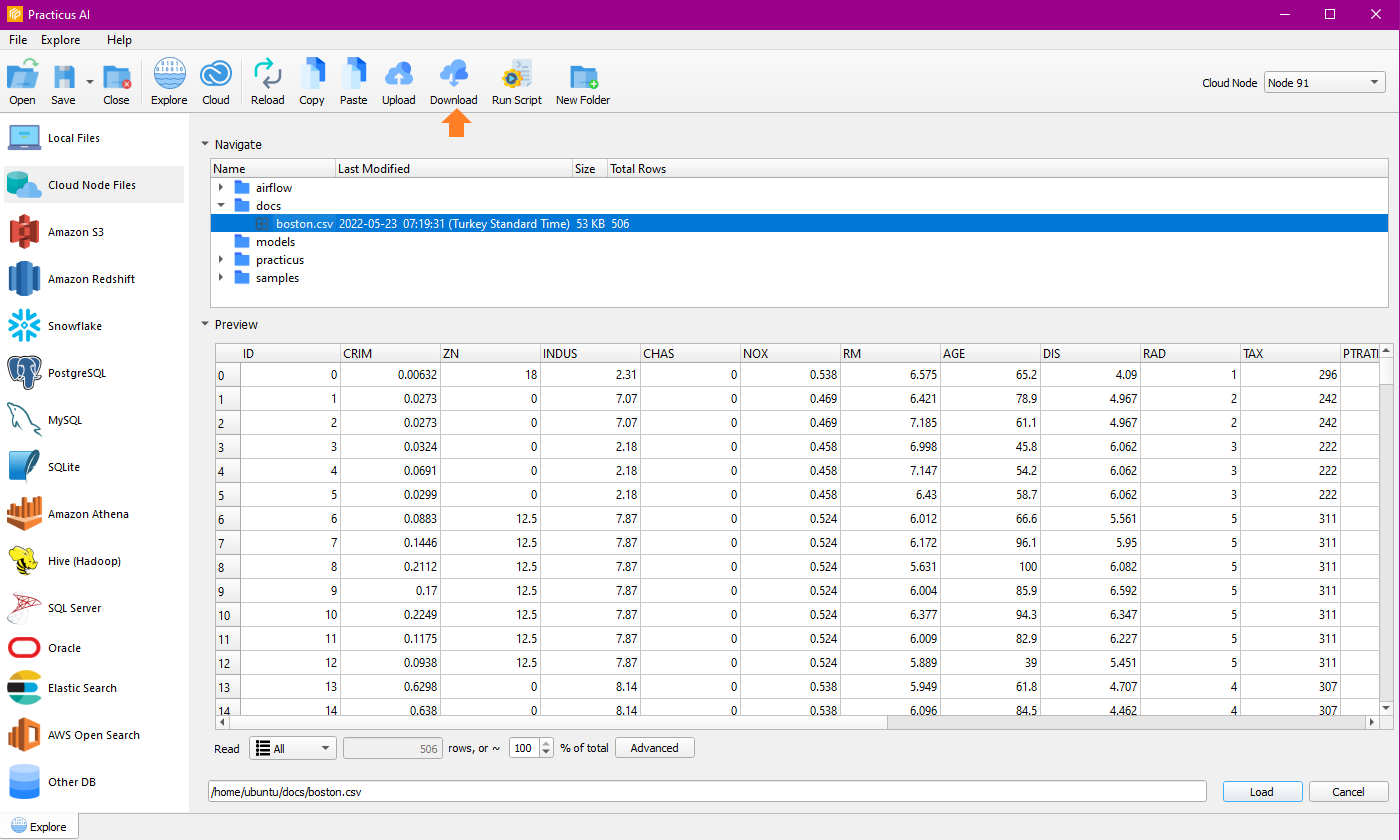 Practicus AI
File Explore Help
Open Save Close Explore Cloud Reload Copy Paste Upload Download Run Script New Folder
Cloud Node Node 91
Local Files
Cloud Node Files
Amazon S3
Amazon Redshift
Snowflake
PostgreSQL
MySQL
SQLite
Amazon Athena
Hive (Hadoop)
SQL Server
Oracle
Elastic Search
AWS Open Search
Other DB
Navigate
Name Last Modified Size Total Rows
airflow
docs
boston.csv 2022-05-23 07:19:31 (Turkey Standard Time) 53 KB 506
models
practicus
samples
Preview
ID CRIM ZN INDUS CHAS NOX RM AGE DIS RAD TAX PTRATI
0 0 0.00632 18 2.31 0 0.538 6.575 65.2 4.09 1 296
1 1 0.0273 0 7.07 0 0.469 6.421 78.9 4.967 2 242
2 2 0.0273 0 7.07 0 0.469 7.185 61.1 4.967 2 242
3 3 0.0324 0 2.18 0 0.458 6.998 45.8 6.062 3 222
4 4 0.0691 0 2.18 0 0.458 7.147 54.2 6.062 3 222
5 5 0.0299 0 2.18 0 0.458 6.43 58.7 6.062 3 222
6 6 0.0883 12.5 7.87 0 0.524 6.012 66.6 5.561 5 311
7 7 0.1446 12.5 7.87 0 0.524 6.172 96.1 5.95 5 311
8 8 0.2112 12.5 7.87 0 0.524 5.631 100 6.082 5 311
9 9 0.17 12.5 7.87 0 0.524 6.004 85.9 6.592 5 311
10 10 0.2249 12.5 7.87 0 0.524 6.377 94.3 6.347 5 311
11 11 0.1175 12.5 7.87 0 0.524 6.009 82.9 6.227 5 311
12 12 0.0938 12.5 7.87 0 0.524 5.889 39 5.451 5 311
13 13 0.6298 0 8.14 0 0.538 5.949 61.8 4.707 4 307
14 14 0.638 0 8.14 0 0.538 6.096 84.5 4.462 4 307
Read All 506 rows, or ~ 100 % of total Advanced
/home/ubuntu/docs/boston.csv Load Cancel
Explore